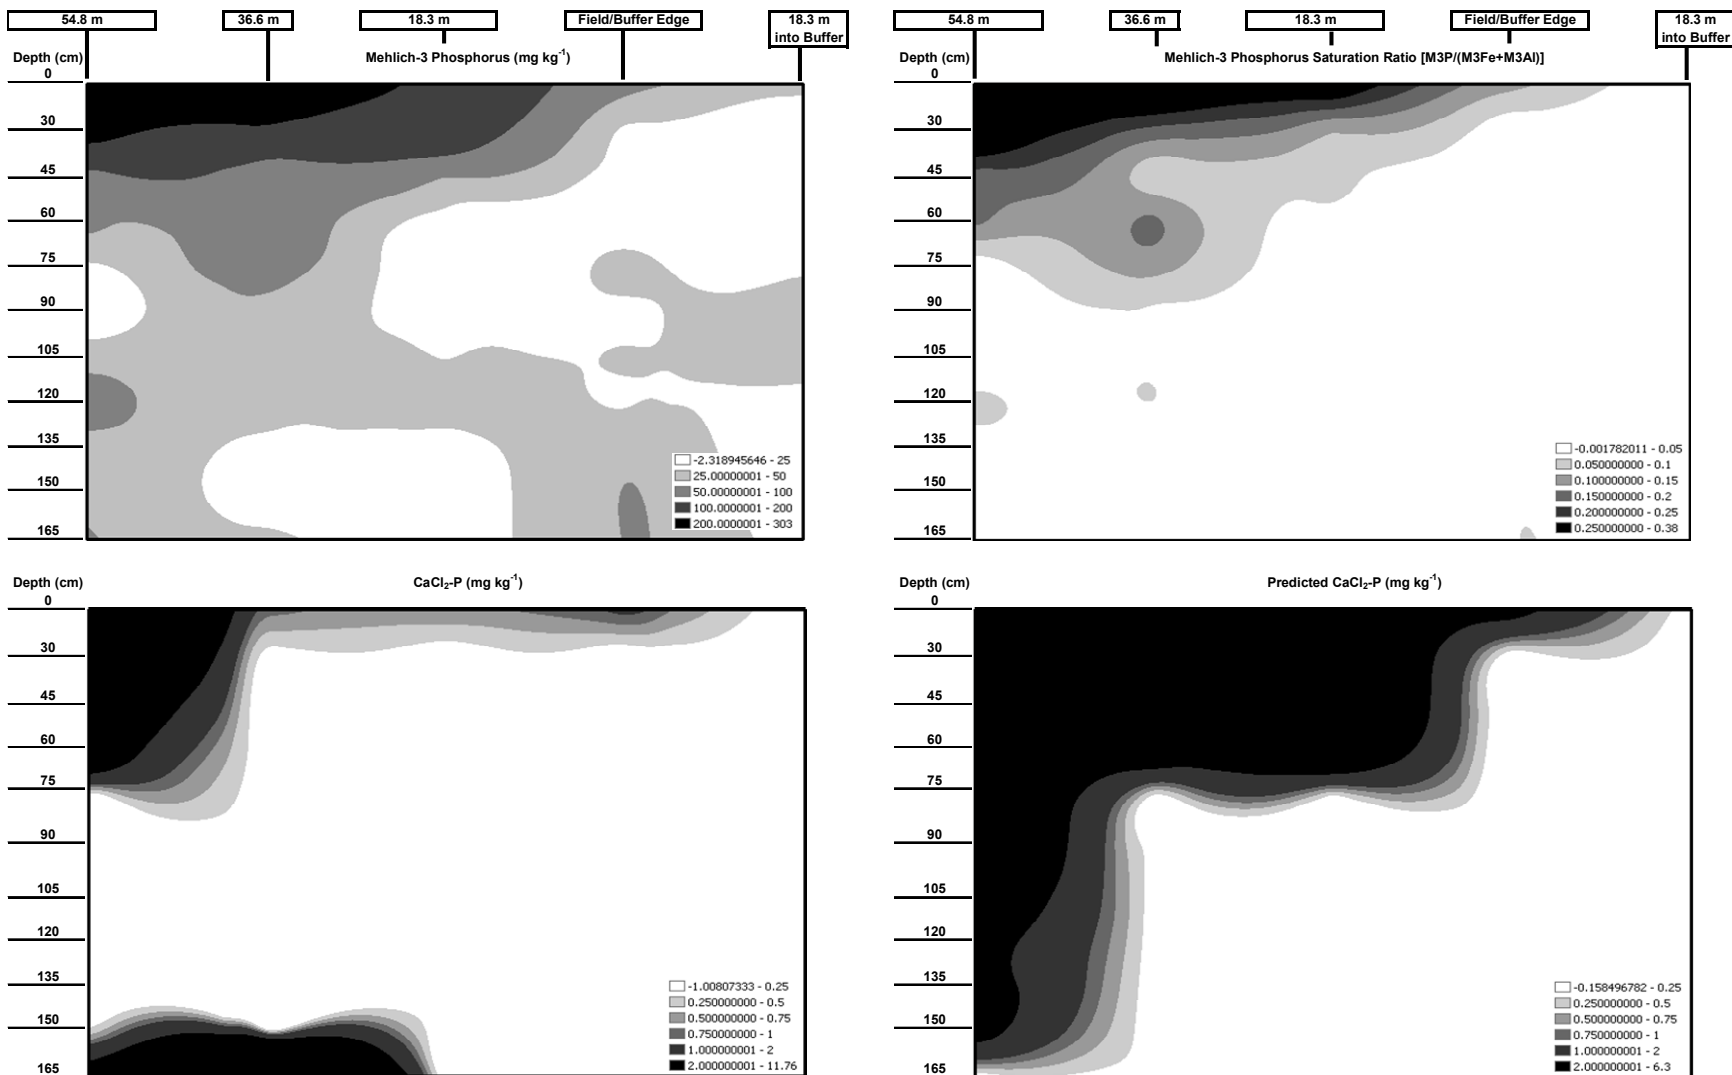 54.8 m 36.6 m 18.3 m Field/Buffer Edge 18.3 m
into Buffer
Depth (cm) Mehlich-3 Phosphorus (mg kg-1)
0
30
45
60
75
90
105
120
135
150
165
-2.318945646 - 25
25.00000001 - 50
50.00000001 - 100
100.0000001 - 200
200.0000001 - 303
54.8 m 36.6 m 18.3 m Field/Buffer Edge 18.3 m
into Buffer
Depth (cm) Mehlich-3 Phosphorus Saturation Ratio [M3P/(M3Fe+M3Al)]
0
30
45
60
75
90
105
120
135
150
165
-0.001782011 - 0.05
0.050000000 - 0.1
0.100000000 - 0.15
0.150000000 - 0.2
0.200000000 - 0.25
0.250000000 - 0.38
Depth (cm) CaCl2-P (mg kg-1)
0
30
45
60
75
90
105
120
135
150
165
-1.00807333 - 0.25
0.250000000 - 0.5
0.500000000 - 0.75
0.750000000 - 1
1.000000001 - 2
2.000000001 - 11.76
Depth (cm) Predicted CaCl2-P (mg kg-1)
0
30
45
60
75
90
105
120
135
150
165
-0.158496782 - 0.25
0.250000000 - 0.5
0.500000000 - 0.75
0.750000000 - 1
1.000000001 - 2
2.000000001 - 6.3